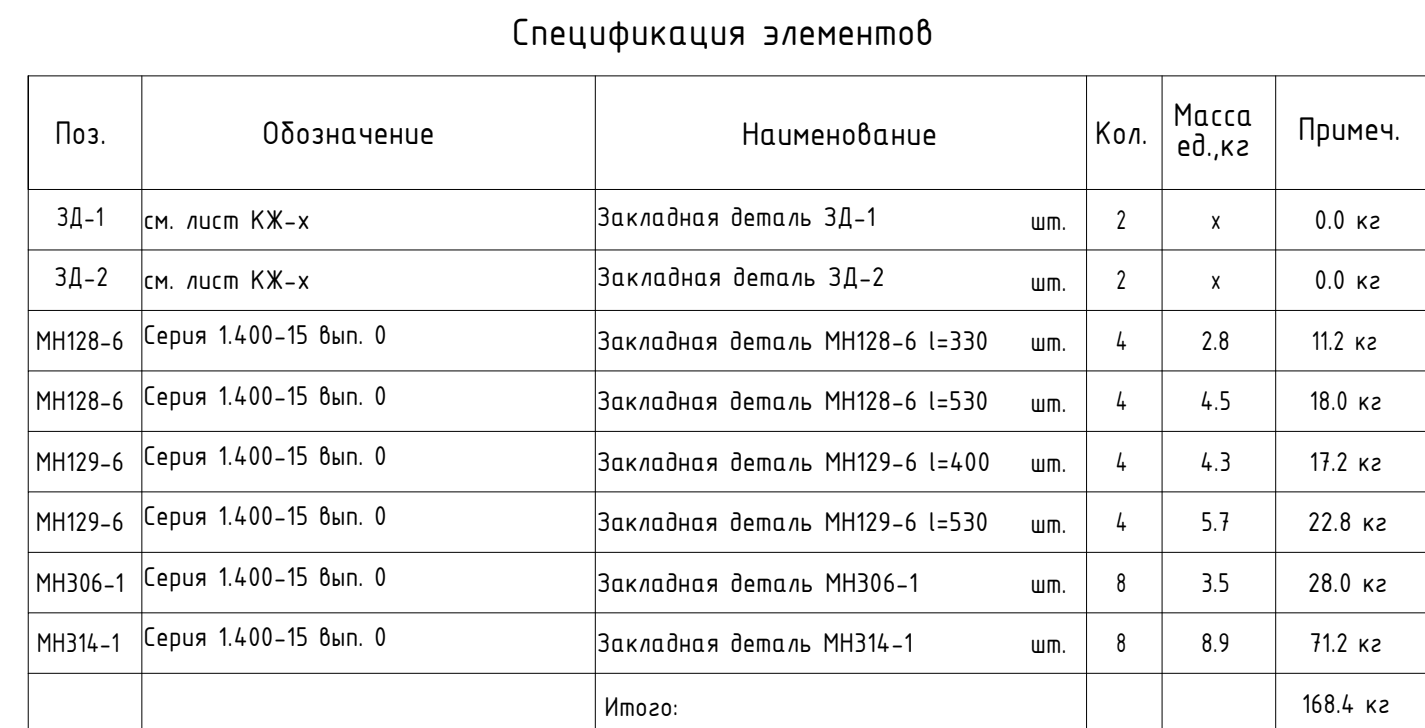 Спецификация элементов
Поз. Обозначение Наименование Кол. Масса ед.,кг Примеч.
ЗД-1 см. лист КЖ-х Закладная деталь ЗД-1 шт. 2 х 0.0 кг
ЗД-2 см. лист КЖ-х Закладная деталь ЗД-2 шт. 2 х 0.0 кг
МН128-6 Серия 1.400-15 вып. 0 Закладная деталь МН128-6 l=330 шт. 4 2.8 11.2 кг
МН128-6 Серия 1.400-15 вып. 0 Закладная деталь МН128-6 l=530 шт. 4 4.5 18.0 кг
МН129-6 Серия 1.400-15 вып. 0 Закладная деталь МН129-6 l=400 шт. 4 4.3 17.2 кг
МН129-6 Серия 1.400-15 вып. 0 Закладная деталь МН129-6 l=530 шт. 4 5.7 22.8 кг
МН306-1 Серия 1.400-15 вып. 0 Закладная деталь МН306-1 шт. 8 3.5 28.0 кг
МН314-1 Серия 1.400-15 вып. 0 Закладная деталь МН314-1 шт. 8 8.9 71.2 кг
Итого: 168.4 кг